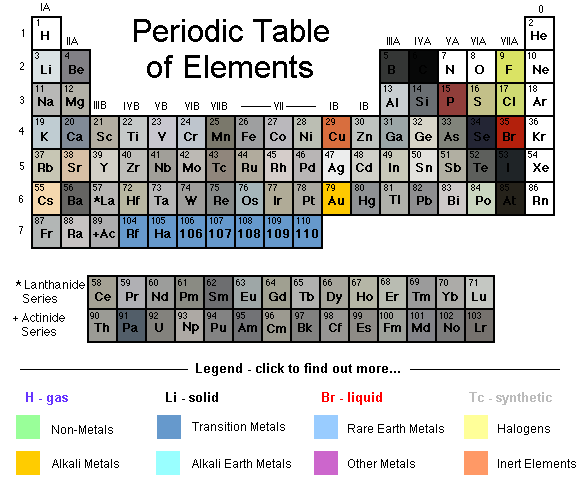 IA
0
Periodic Table
of Elements
1 1 H 2 He
IIA IIIA IVA VA VIA VIIA
2 3 Li 4 Be 5 B 6 C 7 N 8 O 9 F 10 Ne
3 11 Na 12 Mg 13 Al 14 Si 15 P 16 S 17 Cl 18 Ar
IIIB IVB VB VIB VIIB VII IB IB
4 19 K 20 Ca 21 Sc 22 Ti 23 V 24 Cr 25 Mn 26 Fe 27 Co 28 Ni 29 Cu 30 Zn 31 Ga 32 Ge 33 As 34 Se 35 Br 36 Kr
5 37 Rb 38 Sr 39 Y 40 Zr 41 Nb 42 Mo 43 Tc 44 Ru 45 Rh 46 Pd 47 Ag 48 Cd 49 In 50 Sn 51 Sb 52 Te 53 I 54 Xe
6 55 Cs 56 Ba 57 *La 72 Hf 73 Ta 74 W 75 Re 76 Os 77 Ir 78 Pt 79 Au 80 Hg 81 Tl 82 Pb 83 Bi 84 Po 85 At 86 Rn
7 87 Fr 88 Ra 89 +Ac 104 Rf 105 Ha 106 106 107 107 108 108 109 109 110 110
* Lanthanide
Series
58 Ce 59 Pr 60 Nd 61 Pm 62 Sm 63 Eu 64 Gd 65 Tb 66 Dy 67 Ho 68 Er 69 Tm 70 Yb 71 Lu
+ Actinide
Series
90 Th 91 Pa 92 U 93 Np 94 Pu 95 Am 96 Cm 97 Bk 98 Cf 99 Es 100 Fm 101 Md 102 No 103 Lr
Legend - click to find out more...
H - gas
Li - solid
Br - liquid
Tc - synthetic
Non-Metals
Transition Metals
Rare Earth Metals
Halogens
Alkali Metals
Alkali Earth Metals
Other Metals
Inert Elements